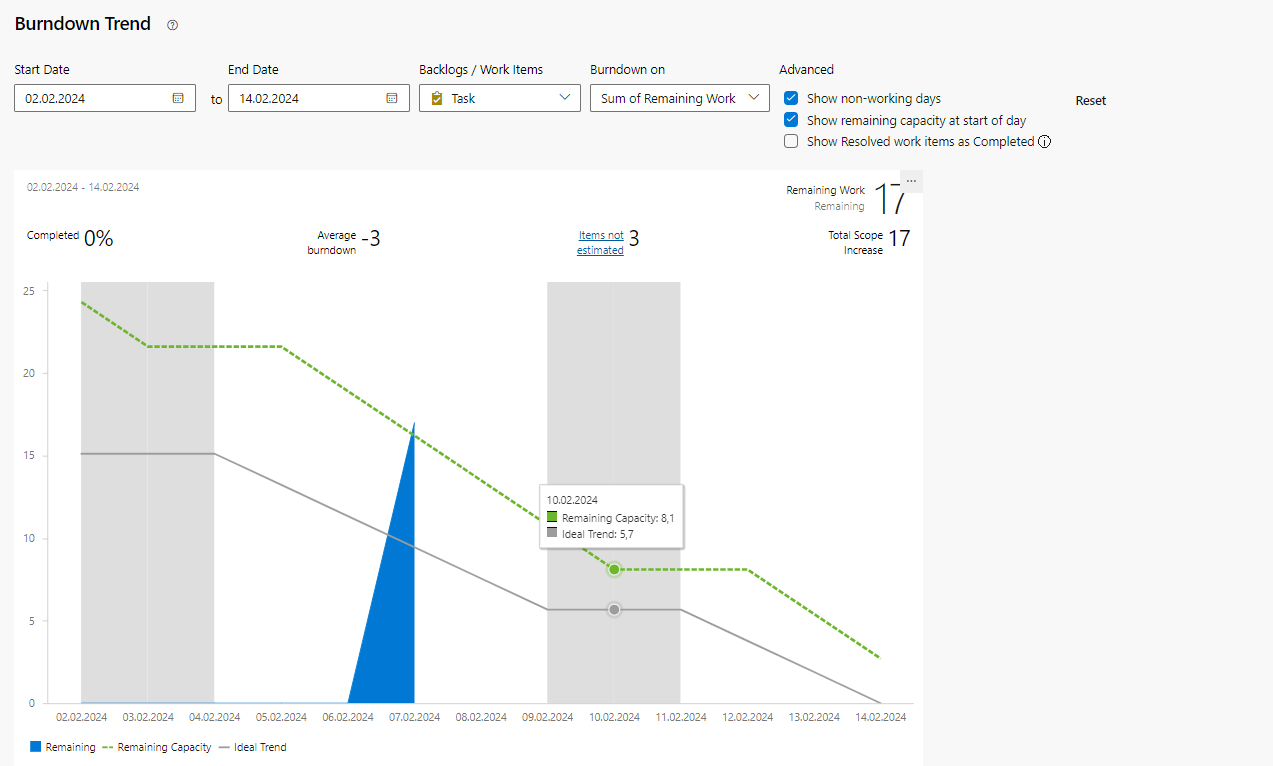 Burndown Trend
Start Date End Date Backlogs / Work Items Burndown on Advanced
02.02.2024 to 14.02.2024 Task Sum of Remaining Work Reset
Show non-working days
Show remaining capacity at start of day
Show Resolved work items as Completed
02.02.2024 - 14.02.2024
Remaining Work 17
Remaining
Completed 0%
Average burndown -3
Items not estimated 3
Total Scope Increase 17
25
20
15
10
5
0
10.02.2024
Remaining Capacity: 8,1
Ideal Trend: 5,7
02.02.2024 03.02.2024 04.02.2024 05.02.2024 06.02.2024 07.02.2024 08.02.2024 09.02.2024 10.02.2024 11.02.2024 12.02.2024 13.02.2024 14.02.2024
Remaining Remaining Capacity Ideal Trend